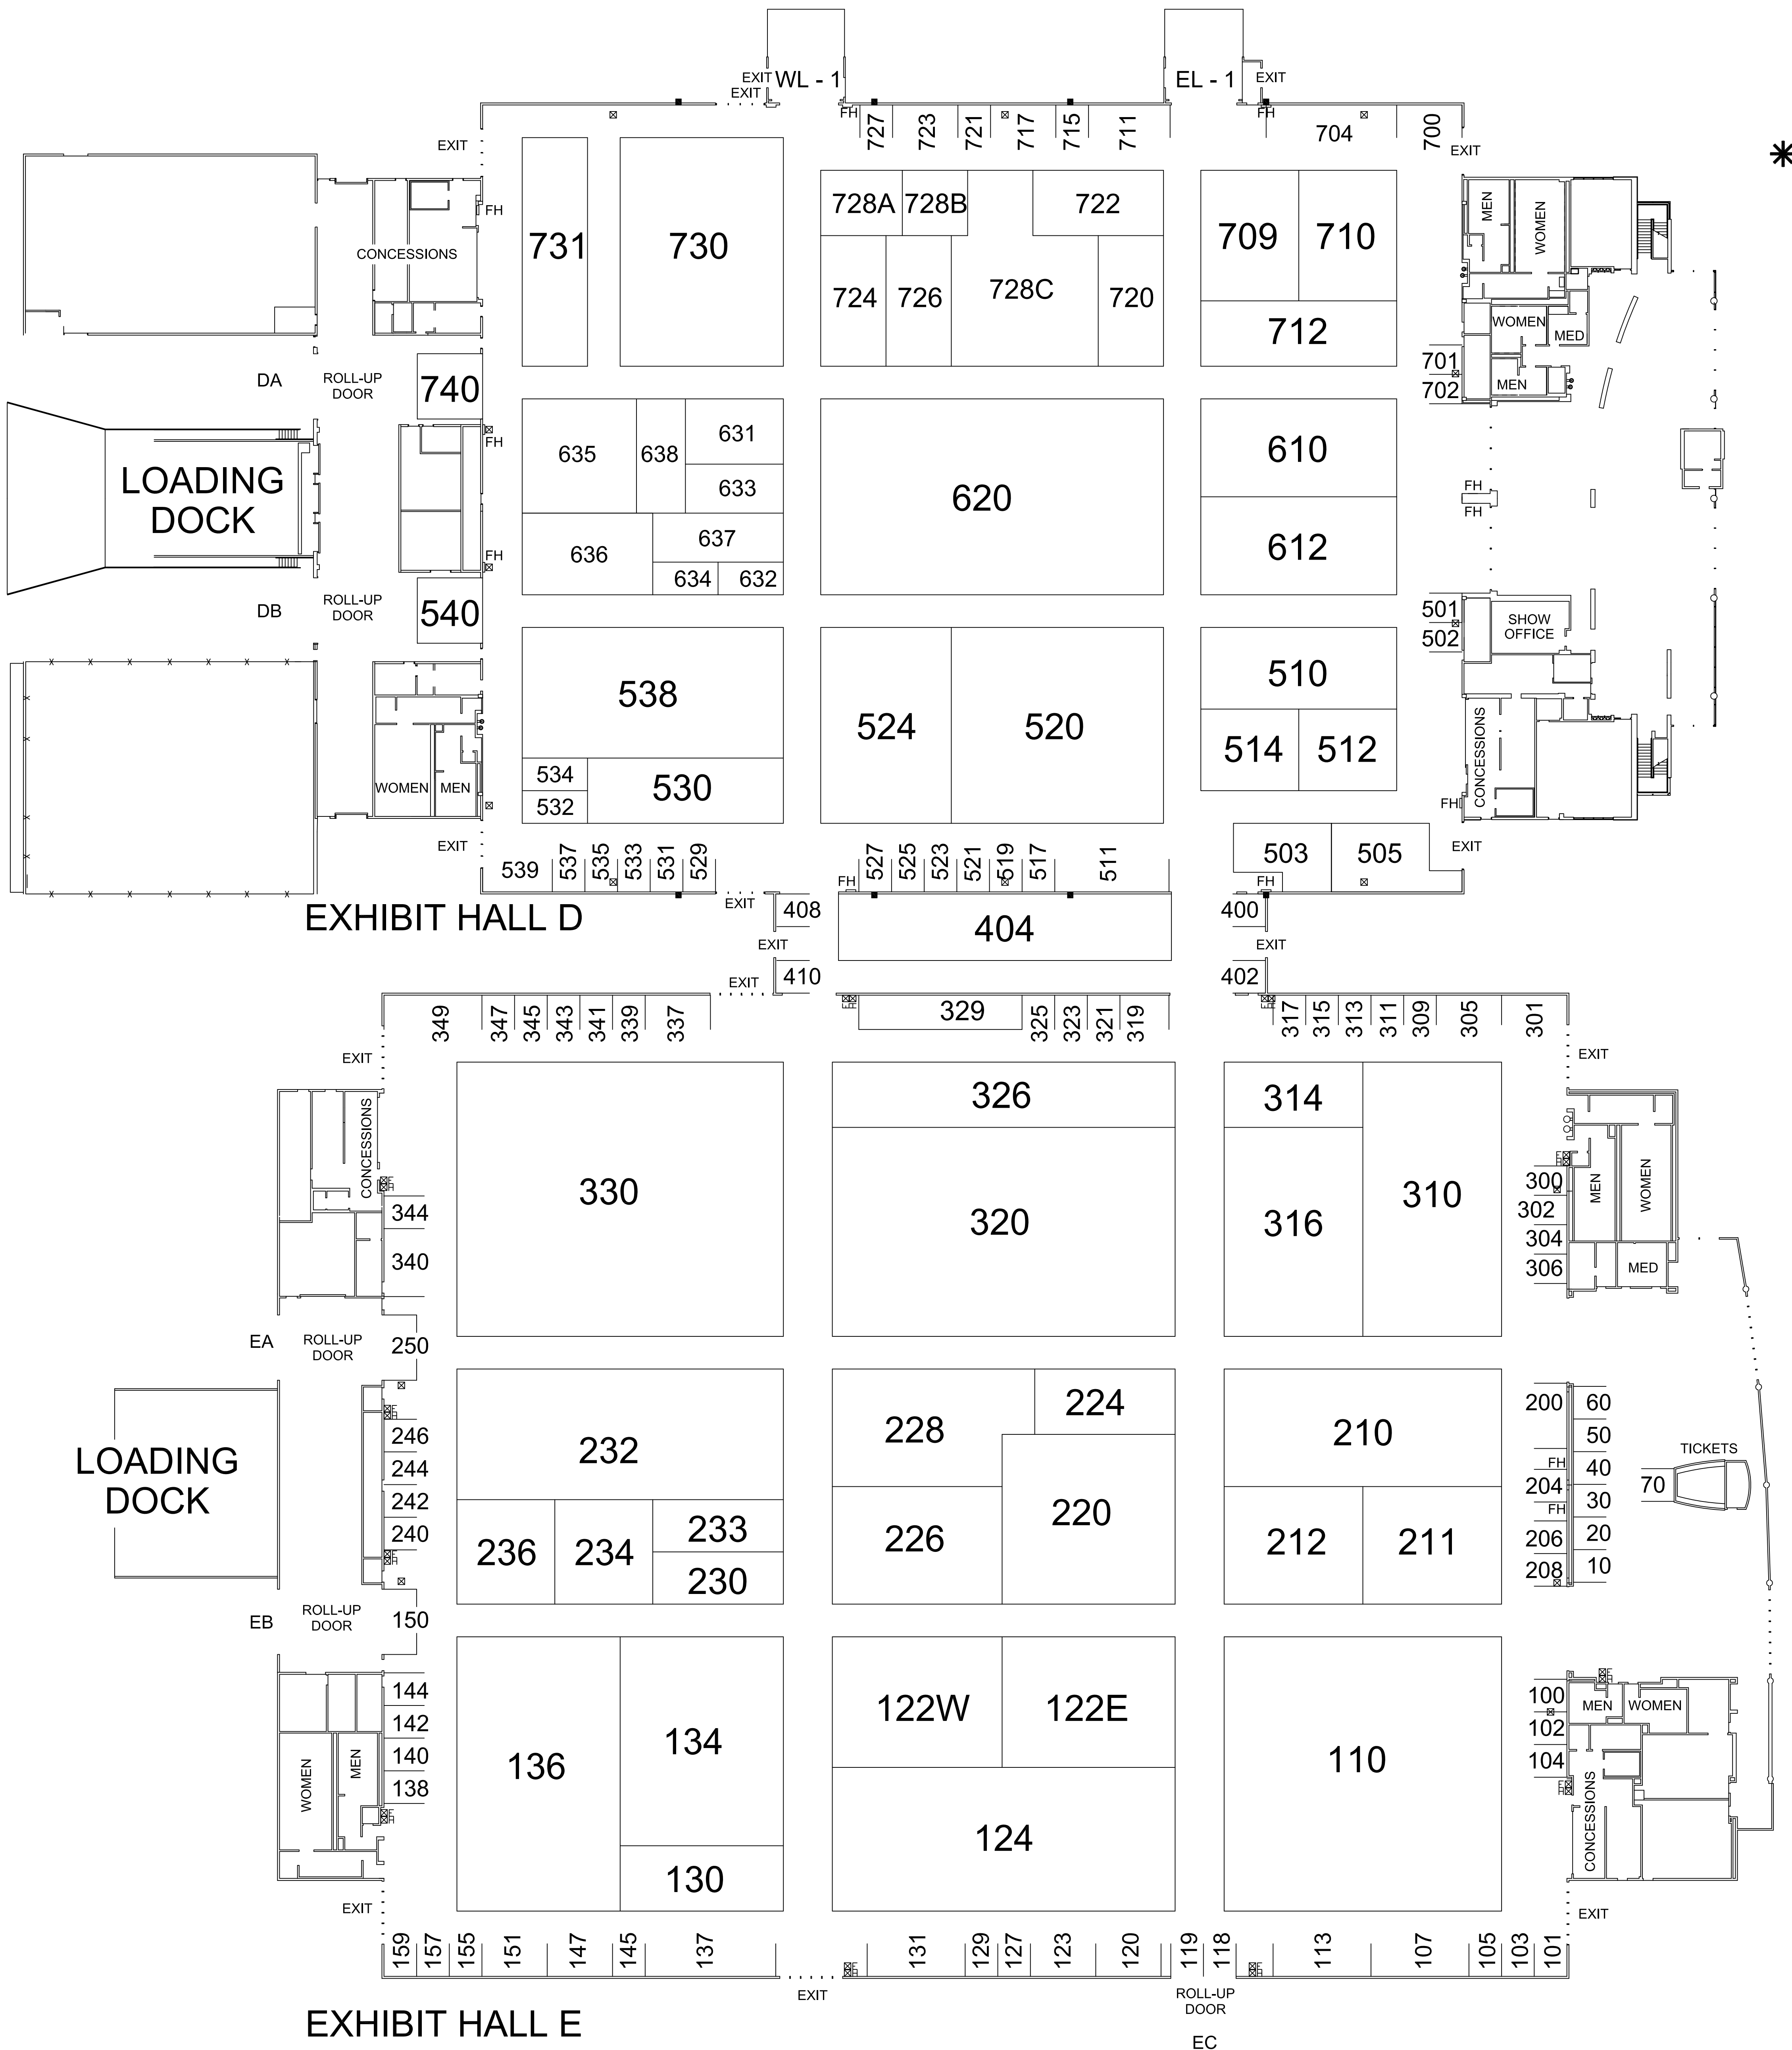 EXIT WL - 1
EXIT
EL - 1 EXIT
FH
FH
727
723
721
717
715
711
704
700
EXIT
EXIT
731
730
728A
728B
722
724
726
728C
720
709
710
712
FH
CONCESSIONS
MEN
WOMEN
WOMEN
MED
MEN
701
702
DA
ROLL-UP
DOOR
740
FH
635
638
631
633
636
637
634
632
620
610
612
FH
FH
LOADING
DOCK
FH
DB
ROLL-UP
DOOR
540
501
502
SHOW
OFFICE
538
534
532
530
524
520
510
514
512
WOMEN
MEN
CONCESSIONS
FH
EXIT
539
537
535
533
531
529
527
525
523
521
519
517
511
503
505
EXIT
FH
FH
EXHIBIT HALL D
EXIT
408
404
400
EXIT
EXIT
EXIT
410
402
349
347
345
343
341
339
337
FH
329
325
323
321
319
FH
317
315
313
311
309
305
301
EXIT
EXIT
CONCESSIONS
330
326
320
314
316
310
FH
344
340
FH
300
302
304
306
MEN
WOMEN
MED
EA
ROLL-UP
DOOR
250
LOADING
DOCK
FH
246
244
242
240
FH
232
236
234
233
230
228
224
226
220
210
212
211
200
FH
204
FH
206
208
60
50
40
30
20
10
TICKETS
70
EB
ROLL-UP
DOOR
150
144
142
140
138
FH
WOMEN
MEN
136
134
130
122W
122E
124
110
100
102
104
FH
FH
MEN
WOMEN
CONCESSIONS
EXIT
EXIT
159
157
155
151
147
145
137
FH
131
129
127
123
120
119
118
FH
113
107
105
103
101
EXIT
ROLL-UP
DOOR
EXHIBIT HALL E
EC